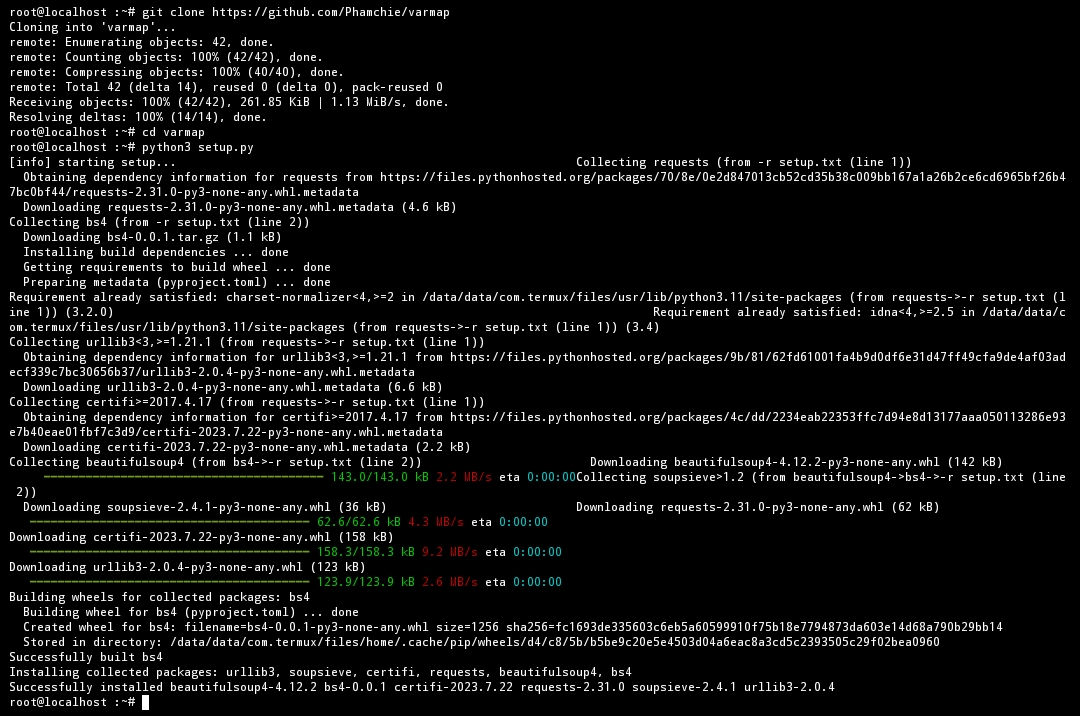 root@localhost :~# git clone https://github.com/Phamchie/varmap
Cloning into 'varmap'...
remote: Enumerating objects: 42, done.
remote: Counting objects: 100% (42/42), done.
remote: Compressing objects: 100% (40/40), done.
remote: Total 42 (delta 14), reused 0 (delta 0), pack-reused 0
Receiving objects: 100% (42/42), 261.85 KiB | 1.13 MiB/s, done.
Resolving deltas: 100% (14/14), done.
root@localhost :~# cd varmap
root@localhost :~# python3 setup.py
[info] starting setup... Collecting requests (from -r setup.txt (line 1))
Obtaining dependency information for requests from https://files.pythonhosted.org/packages/70/8e/0e2d847013cb52cd35b38c009bb167a1a26b2ce6cd6965bf26b4
7bc0bf44/requests-2.31.0-py3-none-any.whl.metadata
Downloading requests-2.31.0-py3-none-any.whl.metadata (4.6 kB)
Collecting bs4 (from -r setup.txt (line 2))
Downloading bs4-0.0.1.tar.gz (1.1 kB)
Installing build dependencies ... done
Getting requirements to build wheel ... done
Preparing metadata (pyproject.toml) ... done
Requirement already satisfied: charset-normalizer<4,>=2 in /data/data/com.termux/files/usr/lib/python3.11/site-packages (from requests->-r setup.txt (l
ine 1)) (3.2.0) Requirement already satisfied: idna<4,>=2.5 in /data/data/c
om.termux/files/usr/lib/python3.11/site-packages (from requests->-r setup.txt (line 1)) (3.4)
Collecting urllib3<3,>=1.21.1 (from requests->-r setup.txt (line 1))
Obtaining dependency information for urllib3<3,>=1.21.1 from https://files.pythonhosted.org/packages/9b/81/62fd61001fa4b9d0df6e31d47ff49cfa9de4af03ad
ecf339c7bc30656b37/urllib3-2.0.4-py3-none-any.whl.metadata
Downloading urllib3-2.0.4-py3-none-any.whl.metadata (6.6 kB)
Collecting certifi>=2017.4.17 (from requests->-r setup.txt (line 1))
Obtaining dependency information for certifi>=2017.4.17 from https://files.pythonhosted.org/packages/4c/dd/2234eab22353ffc7d94e8d13177aaa050113286e93
e7b40eae01fbf7c3d9/certifi-2023.7.22-py3-none-any.whl.metadata
Downloading certifi-2023.7.22-py3-none-any.whl.metadata (2.2 kB)
Collecting beautifulsoup4 (from bs4->-r setup.txt (line 2)) Downloading beautifulsoup4-4.12.2-py3-none-any.whl (142 kB)
143.0/143.0 kB 2.2 MB/s eta 0:00:00Collecting soupsieve>1.2 (from beautifulsoup4->bs4->-r setup.txt (line
2))
Downloading soupsieve-2.4.1-py3-none-any.whl (36 kB) Downloading requests-2.31.0-py3-none-any.whl (62 kB)
62.6/62.6 kB 4.3 MB/s eta 0:00:00
Downloading certifi-2023.7.22-py3-none-any.whl (158 kB)
158.3/158.3 kB 9.2 MB/s eta 0:00:00
Downloading urllib3-2.0.4-py3-none-any.whl (123 kB)
123.9/123.9 kB 2.6 MB/s eta 0:00:00
Building wheels for collected packages: bs4
Building wheel for bs4 (pyproject.toml) ... done
Created wheel for bs4: filename=bs4-0.0.1-py3-none-any.whl size=1256 sha256=fc1693de335603c6eb5a60599910f75b18e7794873da603e14d68a790b29bb14
Stored in directory: /data/data/com.termux/files/home/.cache/pip/wheels/d4/c8/5b/b5be9c20e5e4503d04a6eac8a3cd5c2393505c29f02bea0960
Successfully built bs4
Installing collected packages: urllib3, soupsieve, certifi, requests, beautifulsoup4, bs4
Successfully installed beautifulsoup4-4.12.2 bs4-0.0.1 certifi-2023.7.22 requests-2.31.0 soupsieve-2.4.1 urllib3-2.0.4
root@localhost :~#